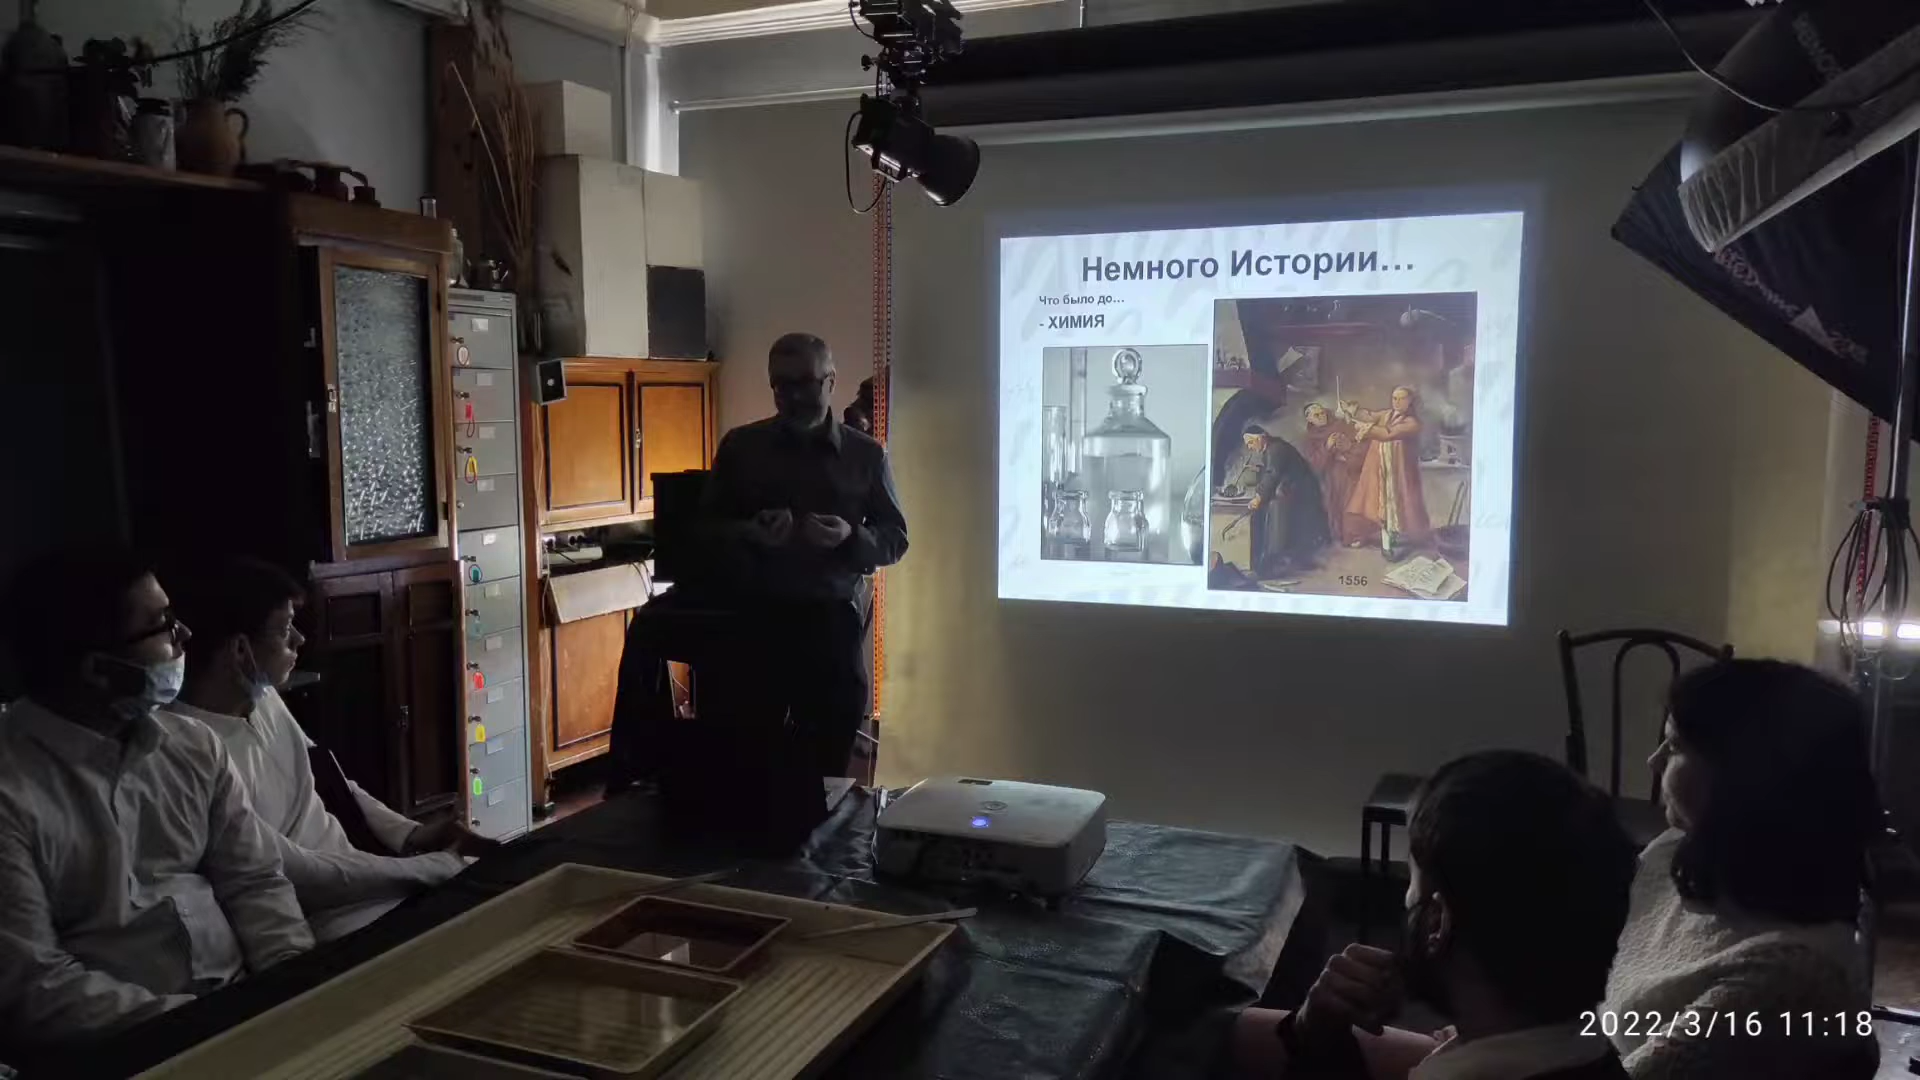 Немного Истории...
Что было до...
- ХИМИЯ
1556
2022/3/16 11:18